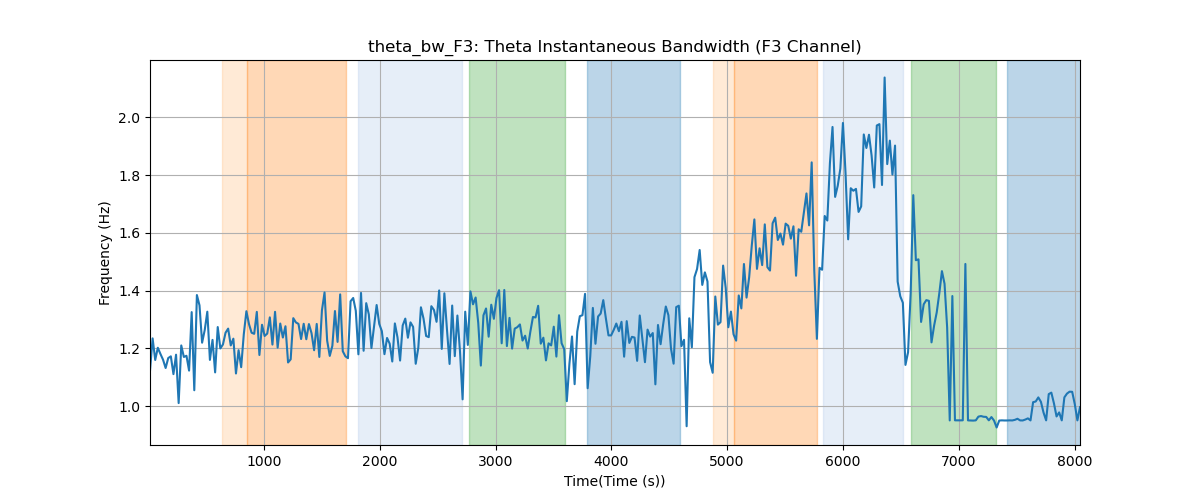 theta_bw_F3: Theta Instantaneous Bandwidth (F3 Channel)
2.0
1.8
1.6
1.4
1.2
1.0
Frequency (Hz)
1000 2000 3000 4000 5000 6000 7000 8000
Time(Time (s))